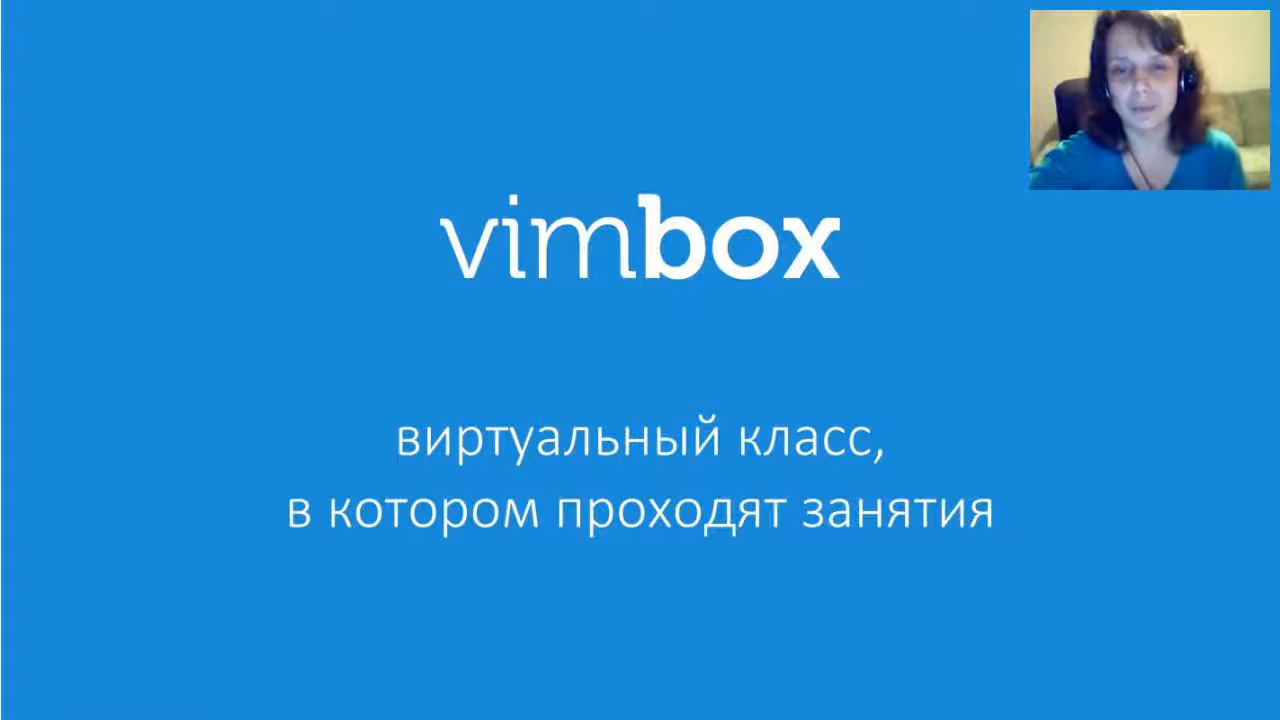 vimbox
виртуальный класс,
в котором проходят занятия